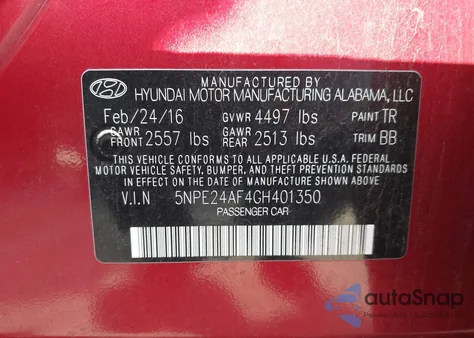 MANUFACTURED BY
HYUNDAI MOTOR MANUFACTURING ALABAMA, LLC
Feb/24/16 GVWR 4497 lbs PAINT TR
GAWR FRONT 2557 lbs GAWR REAR 2513 lbs TRIM BB
THIS VEHICLE CONFORMS TO ALL APPLICABLE U.S.A. FEDERAL
MOTOR VEHICLE SAFETY, BUMPER, AND THEFT PREVENTION
STANDARDS IN EFFECT ON THE DATE OF MANUFACTURE
V.I.N 5NPE24AF4GH401350
PASSENGER CAR
autoSnap